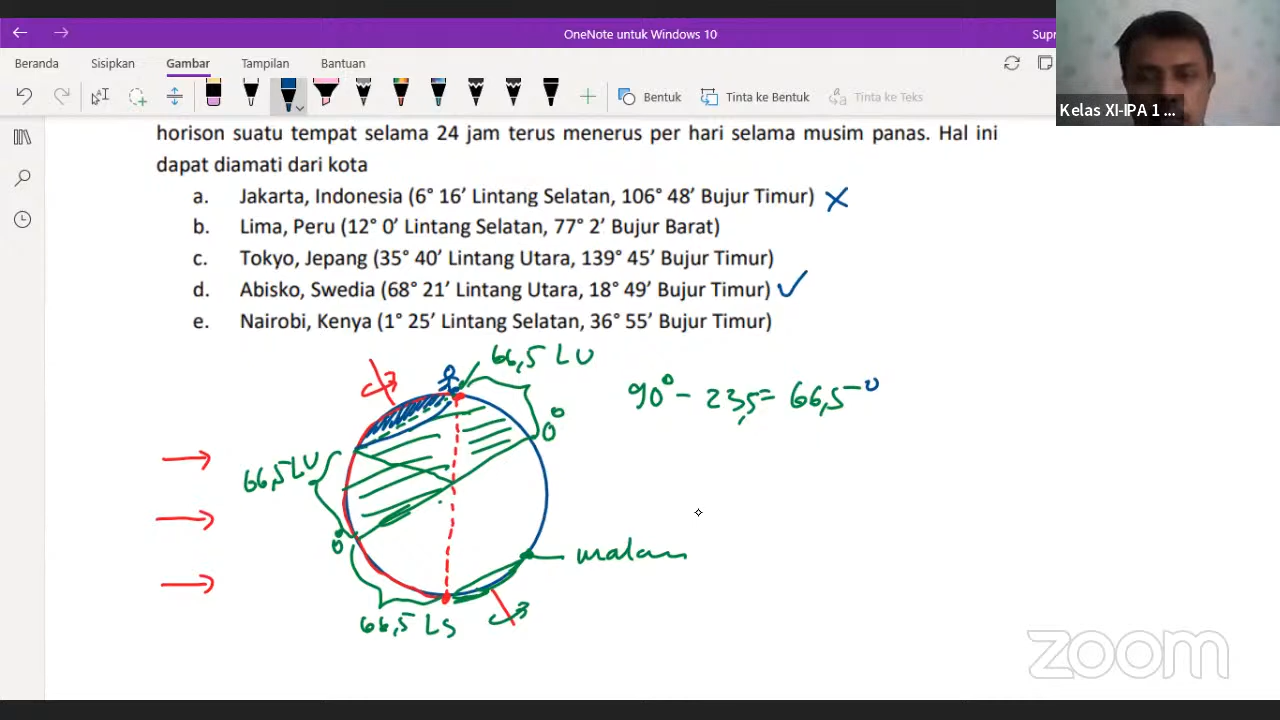 OneNote untuk Windows 10
Supr
Beranda
Sisipkan
Gambar
Tampilan
Bantuan
Bentuk
Tinta ke Bentuk
Tinta ke Teks
Kelas XI-IPA 1 ...
horison suatu tempat selama 24 jam terus menerus per hari selama musim panas. Hal ini
dapat diamati dari kota
a. Jakarta, Indonesia (6° 16’ Lintang Selatan, 106° 48’ Bujur Timur)
b. Lima, Peru (12° 0’ Lintang Selatan, 77° 2’ Bujur Barat)
c. Tokyo, Jepang (35° 40’ Lintang Utara, 139° 45’ Bujur Timur)
d. Abisko, Swedia (68° 21’ Lintang Utara, 18° 49’ Bujur Timur)
e. Nairobi, Kenya (1° 25’ Lintang Selatan, 36° 55’ Bujur Timur)
66,5 LU
90° - 23,5 = 66,5°
0°
66,5 LU
0°
malam
66,5 LS
zoom